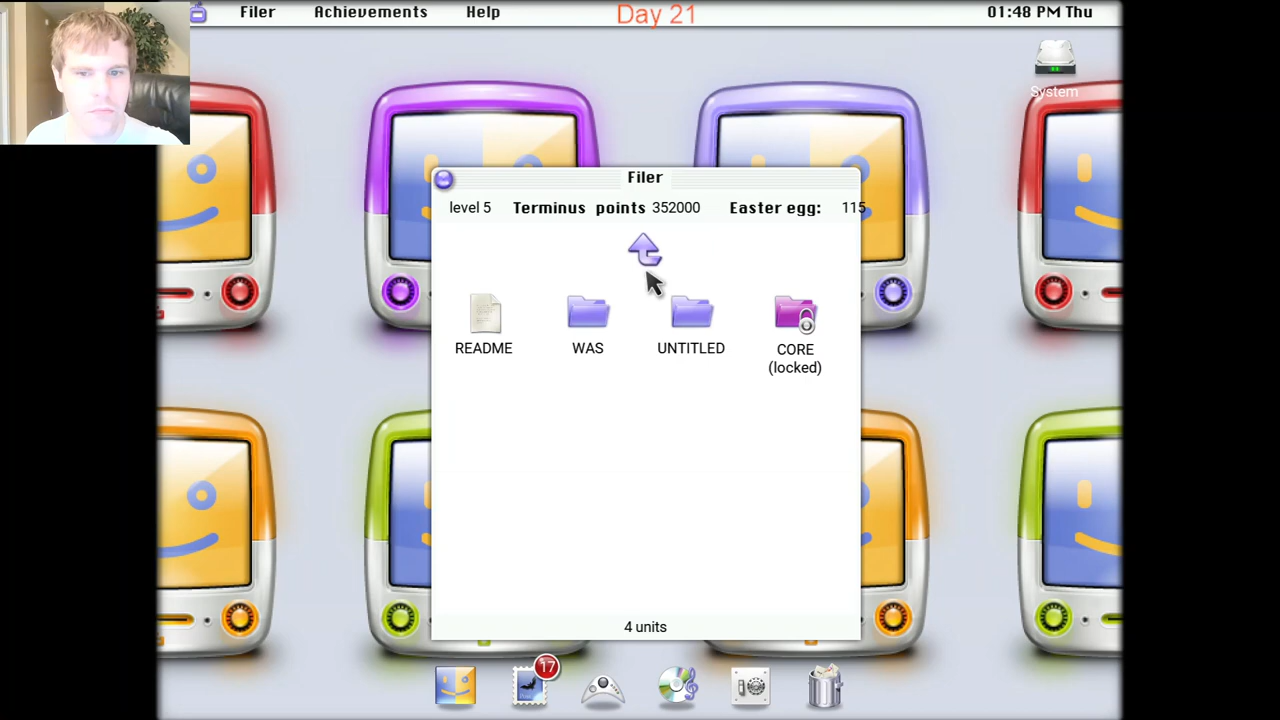 Filer Achievements Help Day 21 01:48 PM Thu
System
Filer
level 5 Terminus points 352000 Easter egg: 115
README WAS UNTITLED CORE
(locked)
4 units
17